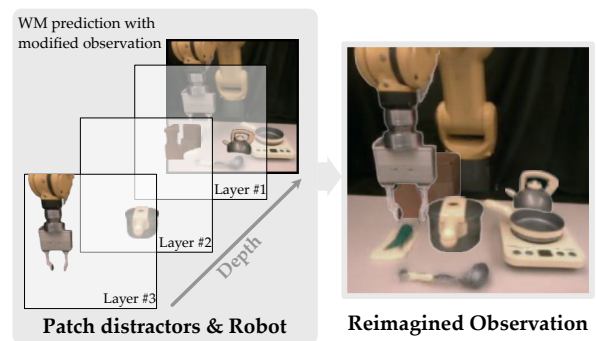 WM prediction with
modified observation
Layer #1
Layer #2
Layer #3
Depth
Patch distractors & Robot
Reimagined Observation